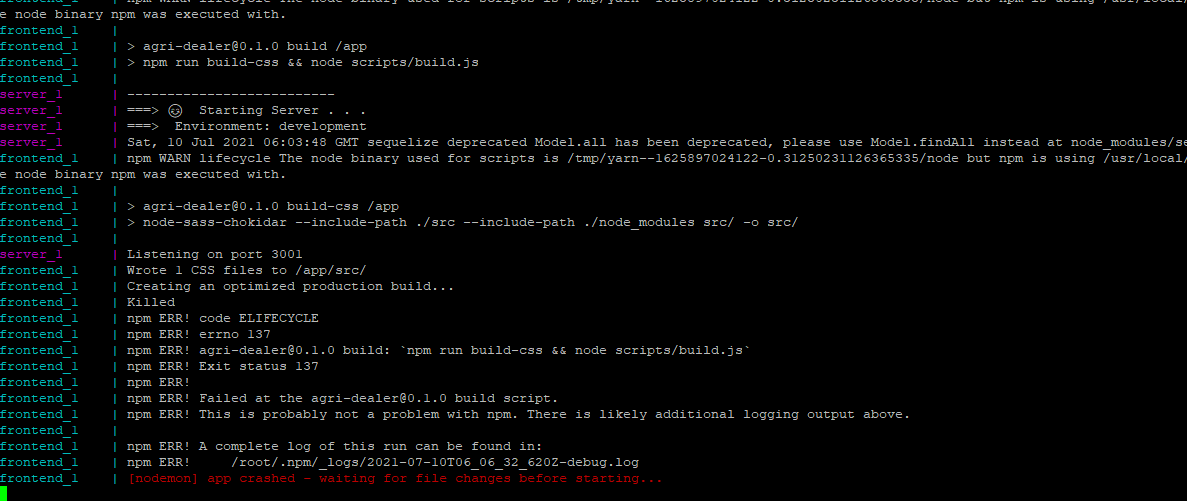 e node binary npm was executed with.
frontend_1 |
frontend_1 | > agri-dealer@0.1.0 build /app
frontend_1 | > npm run build-css && node scripts/build.js
frontend_1 |
server_1 | --------------------------
server_1 | ===> Starting Server . . .
server_1 | ===> Environment: development
server_1 | Sat, 10 Jul 2021 06:03:48 GMT sequelize deprecated Model.all has been deprecated, please use Model.findAll instead at node_modules/se
frontend_1 | npm WARN lifecycle The node binary used for scripts is /tmp/yarn--1625897024122-0.31250231126365335/node but npm is using /usr/local/
e node binary npm was executed with.
frontend_1 |
frontend_1 | > agri-dealer@0.1.0 build-css /app
frontend_1 | > node-sass-chokidar --include-path ./src --include-path ./node_modules src/ -o src/
frontend_1 |
server_1 | Listening on port 3001
frontend_1 | Wrote 1 CSS files to /app/src/
frontend_1 | Creating an optimized production build...
frontend_1 | Killed
frontend_1 | npm ERR! code ELIFECYCLE
frontend_1 | npm ERR! errno 137
frontend_1 | npm ERR! agri-dealer@0.1.0 build: `npm run build-css && node scripts/build.js`
frontend_1 | npm ERR! Exit status 137
frontend_1 | npm ERR!
frontend_1 | npm ERR! Failed at the agri-dealer@0.1.0 build script.
frontend_1 | npm ERR! This is probably not a problem with npm. There is likely additional logging output above.
frontend_1 |
frontend_1 | npm ERR! A complete log of this run can be found in:
frontend_1 | npm ERR!     /root/.npm/_logs/2021-07-10T06_06_32_620Z-debug.log
frontend_1 | [nodemon] app crashed - waiting for file changes before starting...